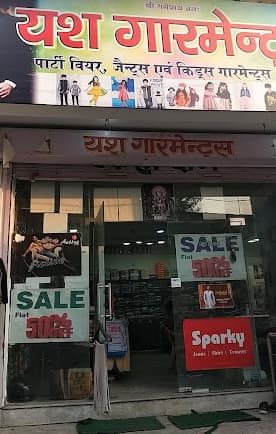 श्री गणेशाय नमः
यश गारमेन्ट्
पार्टी वियर, जैन्ट्स एवं किड्स गारमेन्ट्स
यश गारमेन्ट्स
SALE
Flat
50%
SALE
Flat
50%
Sparky
Jeans | Shirt | Trouser